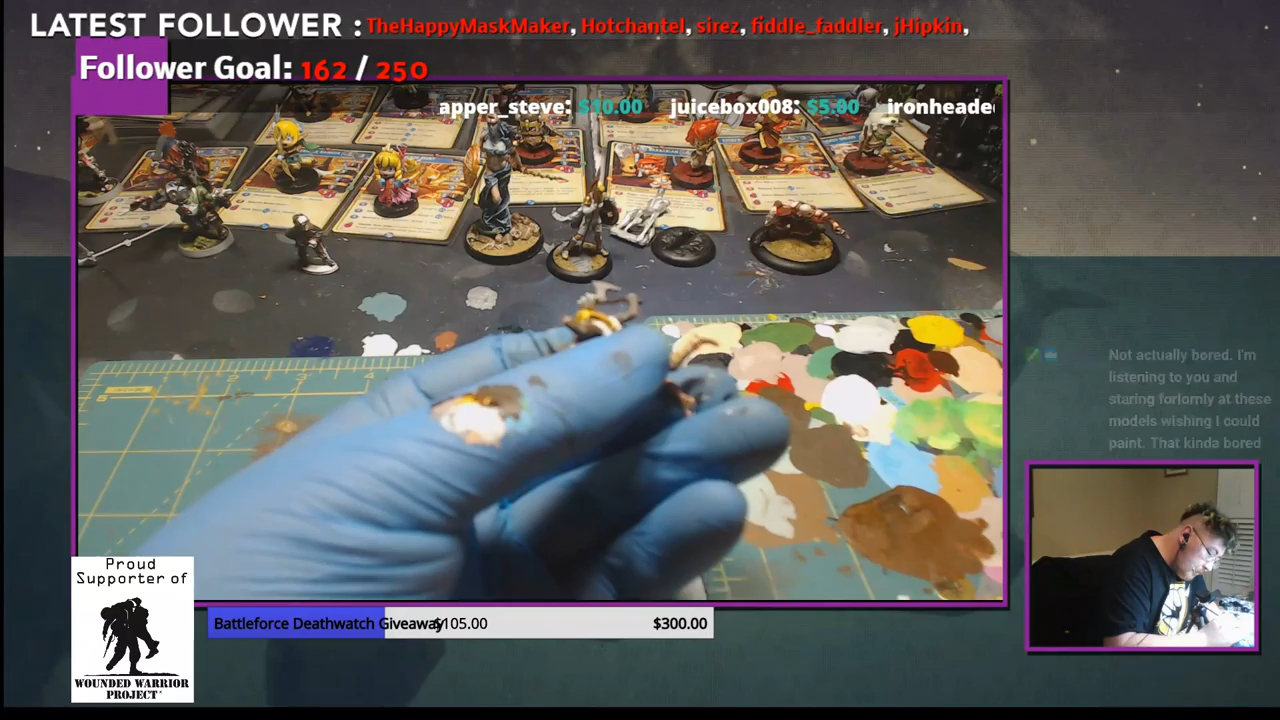 LATEST FOLLOWER : TheHappyMaskMaker, Hotchantel, sirez, fiddle_faddler, jHipkin,
Follower Goal: 162 / 250
apper_steve: $10.00 juicebox008: $5.00 ironheade
Not actually bored. I'm
listening to you and
staring forlornly at these
models wishing I could
paint. That kinda bored
Proud
Supporter of
WOUNDED WARRIOR
PROJECT
Battleforce Deathwatch Giveaway $105.00 $300.00